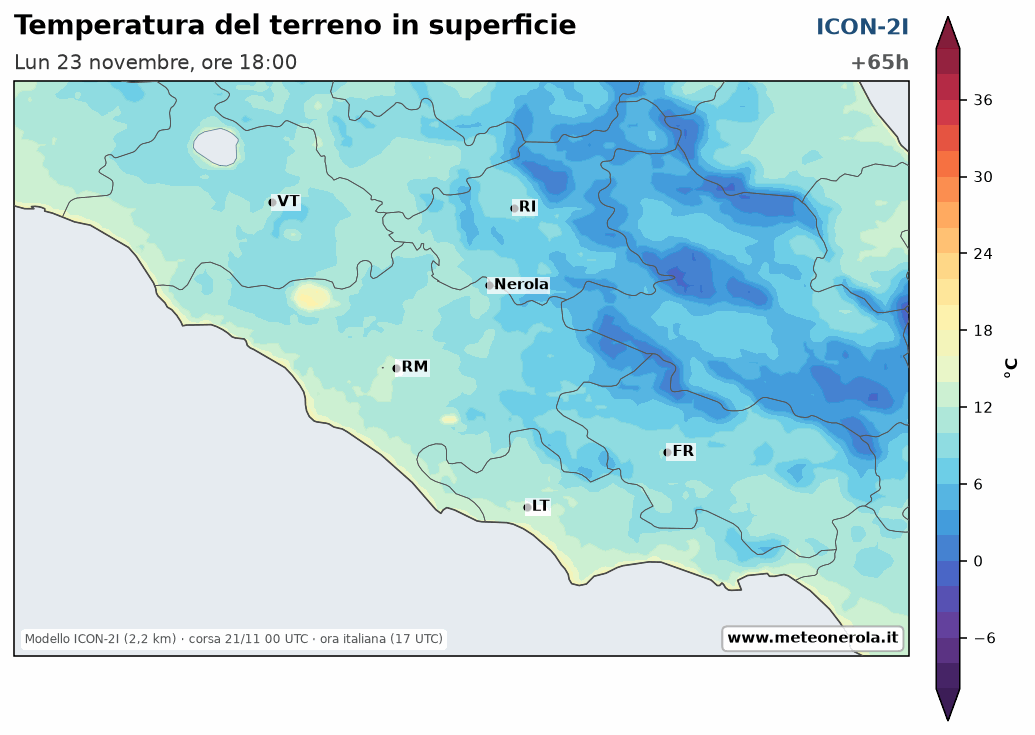 Temperatura del terreno in superficie
ICON-2I
Lun 23 novembre, ore 18:00
+65h
VT
RI
Nerola
RM
FR
LT
36
30
24
18
12
6
0
−6
°C
Modello ICON-2I (2,2 km) · corsa 21/11 00 UTC · ora italiana (17 UTC)
www.meteonerola.it